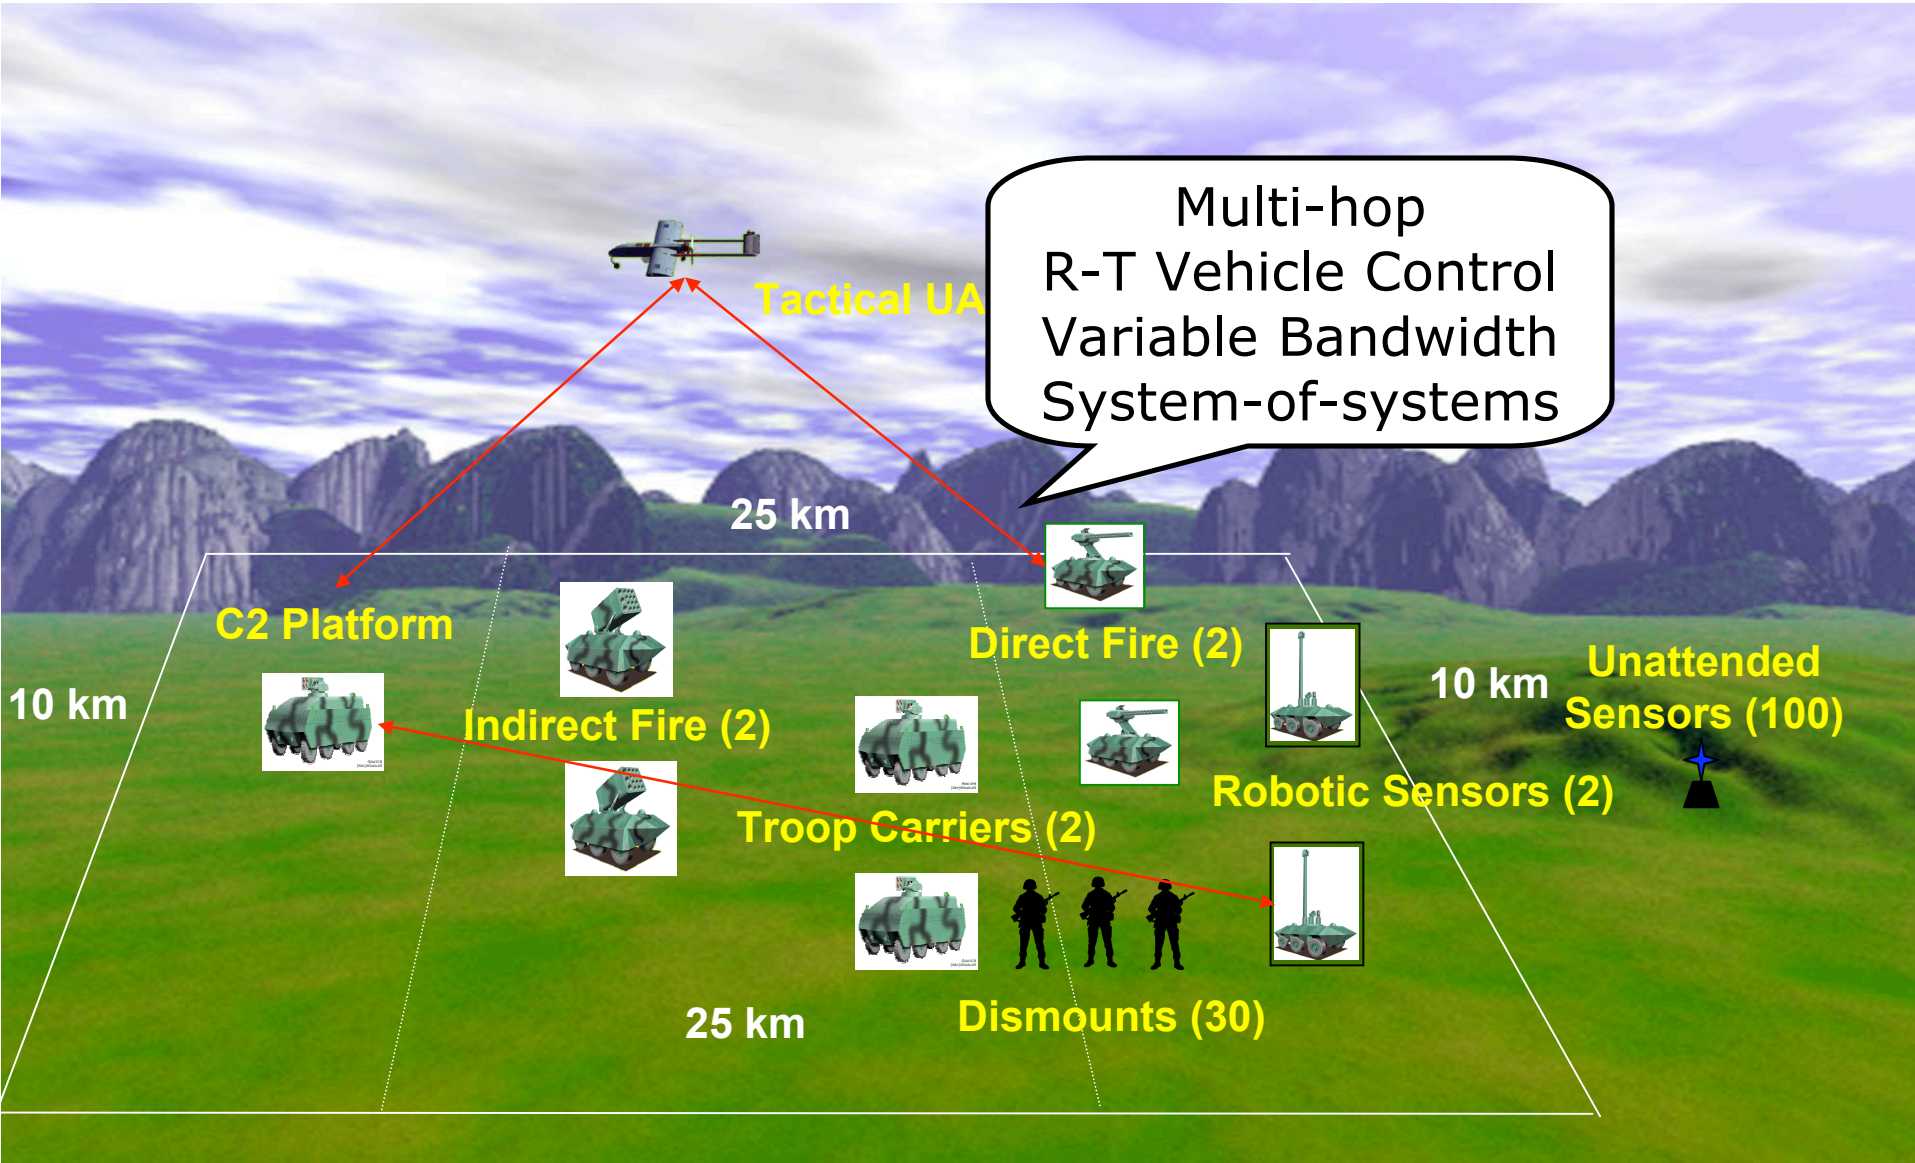 Multi-hop
R-T Vehicle Control
Variable Bandwidth
System-of-systems
Tactical UA
25 km
C2 Platform
Direct Fire (2)
10 km
10 km
Unattended
Sensors (100)
Indirect Fire (2)
Robotic Sensors (2)
Troop Carriers (2)
Dismounts (30)
25 km